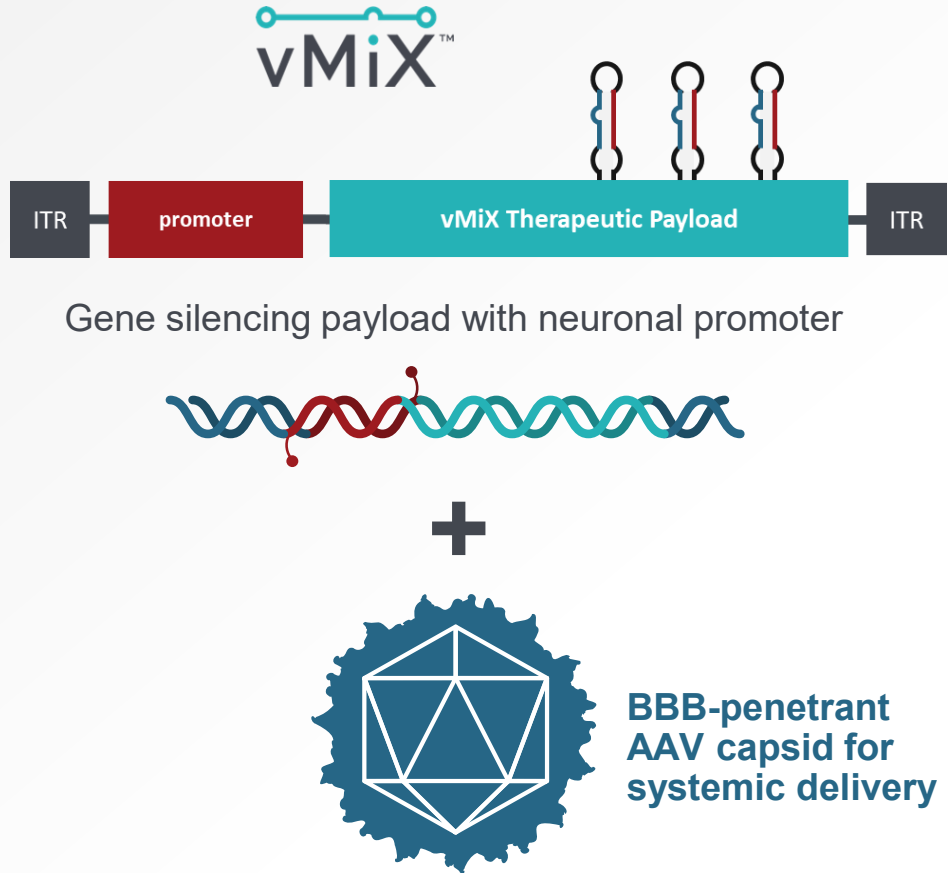 vMiX™
ITR
promoter
vMiX Therapeutic Payload
ITR
Gene silencing payload with neuronal promoter
+
BBB-penetrant
AAV capsid for
systemic delivery